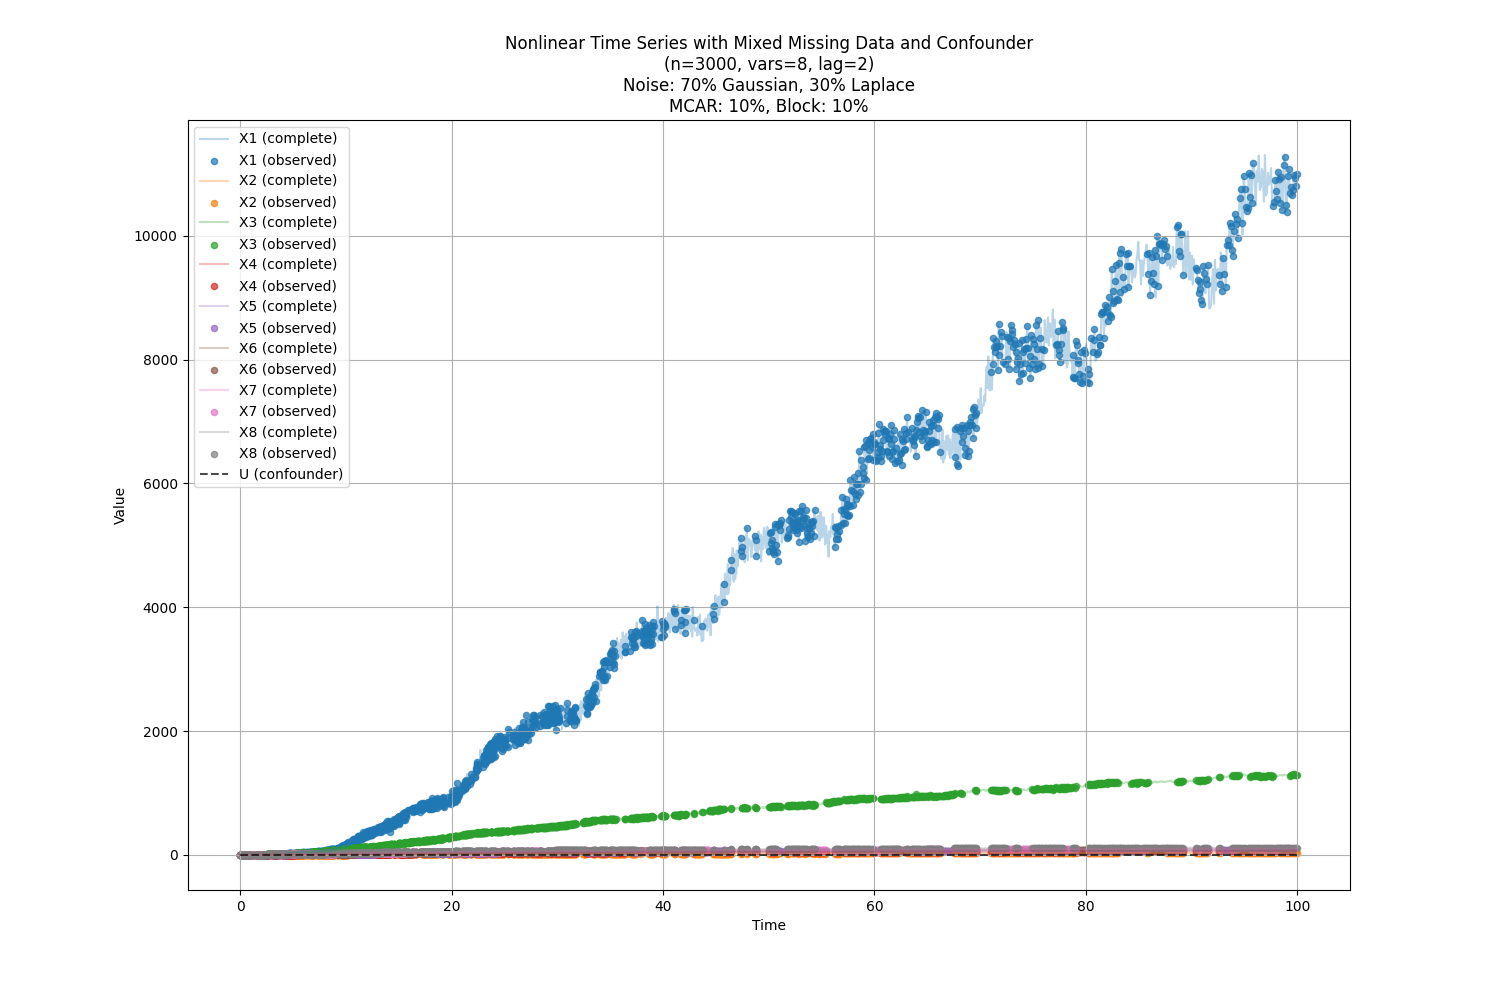 Nonlinear Time Series with Mixed Missing Data and Confounder
(n=3000, vars=8, lag=2)
Noise: 70% Gaussian, 30% Laplace
MCAR: 10%, Block: 10%
X1 (complete)
X1 (observed)
X2 (complete)
X2 (observed)
X3 (complete)
X3 (observed)
X4 (complete)
X4 (observed)
X5 (complete)
X5 (observed)
X6 (complete)
X6 (observed)
X7 (complete)
X7 (observed)
X8 (complete)
X8 (observed)
U (confounder)
Value
10000
8000
6000
4000
2000
0
0 20 40 60 80 100
Time